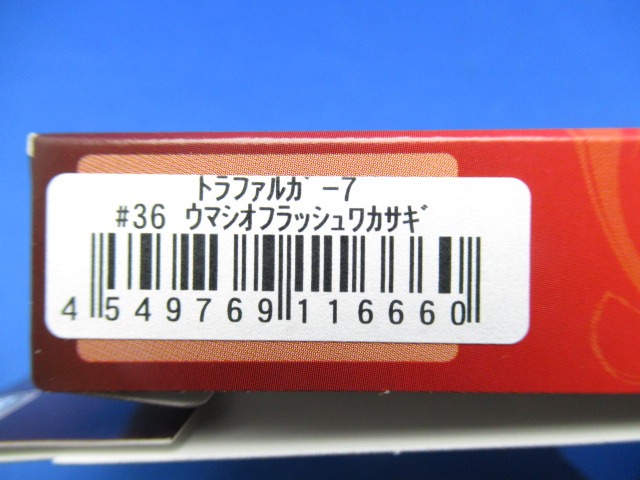 ﾄﾗﾌｧﾙｶﾞｰ7
#36 ｳﾏｼｵﾌﾗｯｼｭﾜｶｻｷﾞ
4 549769 116660